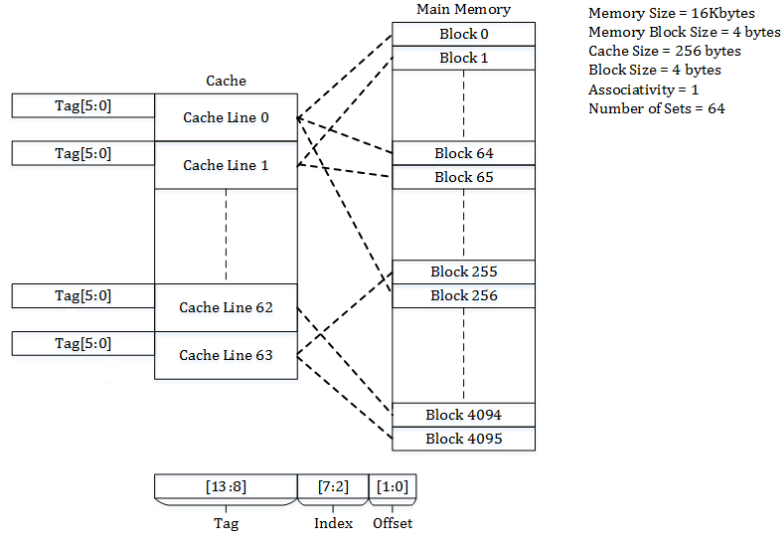 Main Memory
Memory Size = 16Kbytes
Memory Block Size = 4 bytes
Cache Size = 256 bytes
Block Size = 4 bytes
Associativity = 1
Number of Sets = 64
Block 0
Block 1
Cache
Tag[5:0]
Cache Line 0
Tag[5:0]
Cache Line 1
Block 64
Block 65
Block 255
Block 256
Tag[5:0]
Cache Line 62
Tag[5:0]
Cache Line 63
Block 4094
Block 4095
[13:8]
[7:2]
[1:0]
Tag
Index
Offset